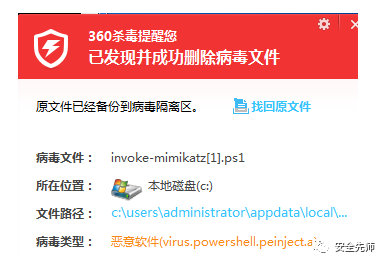 360杀毒提醒您
已发现并成功删除病毒文件
原文件已经备份到病毒隔离区。 找回原文件
病毒文件： invoke-mimikatz[1].ps1
所在位置： 本地磁盘(c:)
文件路径： c:\users\administrator\appdata\local\...
病毒类型： 恶意软件(virus.powershell.peinject.a
安全先师